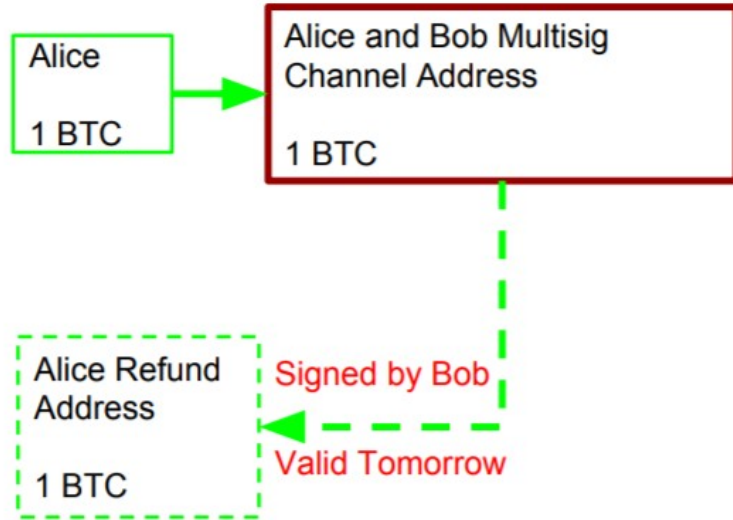 Alice
1 BTC
Alice and Bob Multisig
Channel Address
1 BTC
Alice Refund
Address
1 BTC
Signed by Bob
Valid Tomorrow